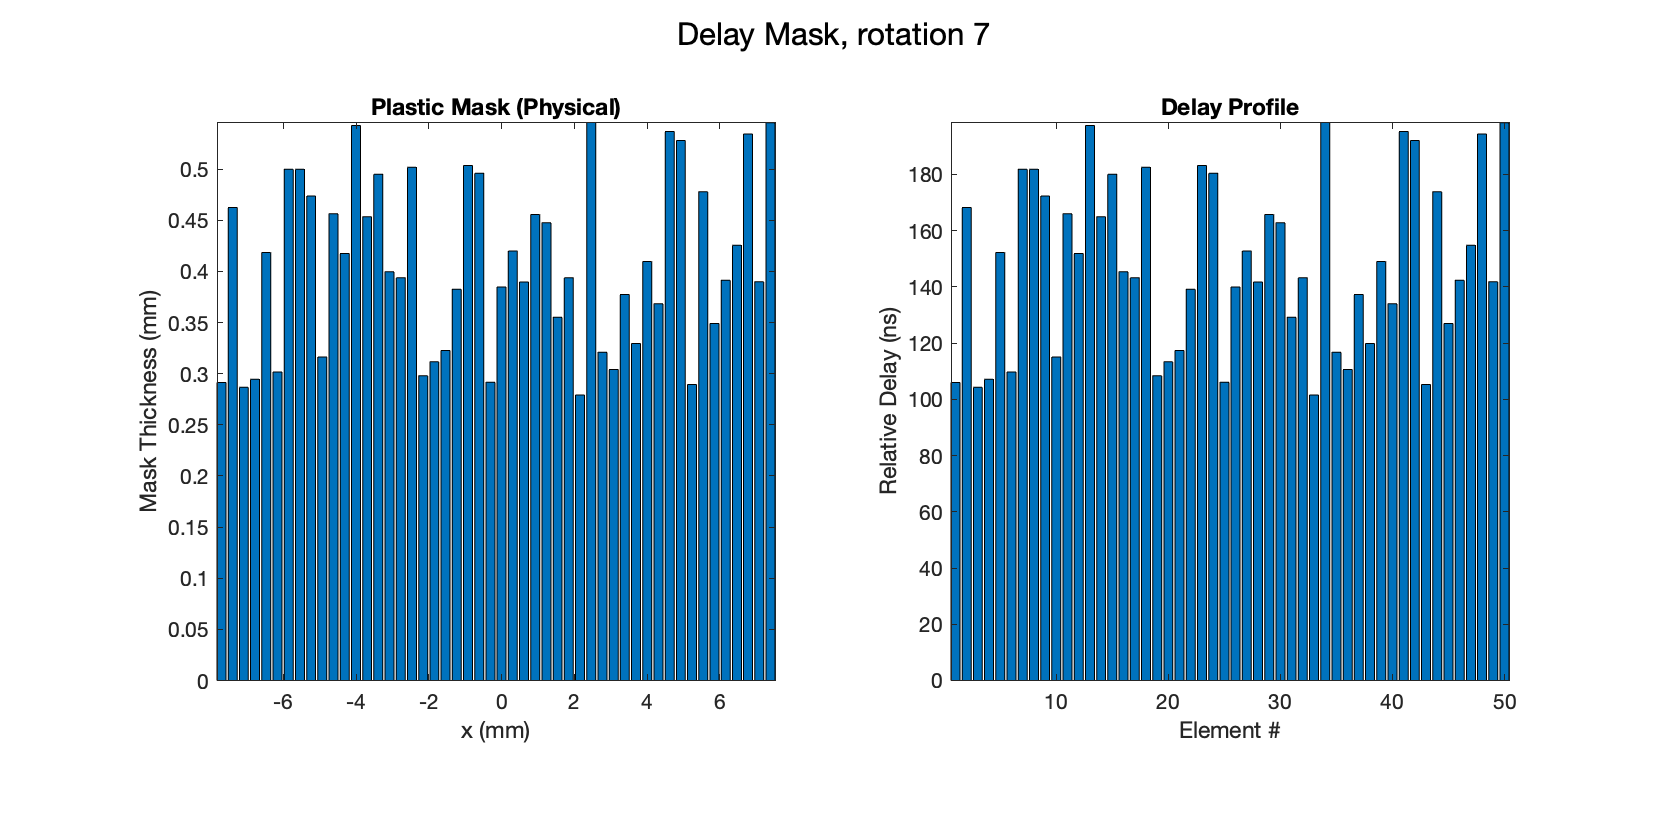 Delay Mask, rotation 7
Plastic Mask (Physical)
Mask Thickness (mm)
0.5
0.45
0.4
0.35
0.3
0.25
0.2
0.15
0.1
0.05
0
-6 -4 -2 0 2 4 6
x (mm)
Delay Profile
Relative Delay (ns)
180
160
140
120
100
80
60
40
20
0
10 20 30 40 50
Element #